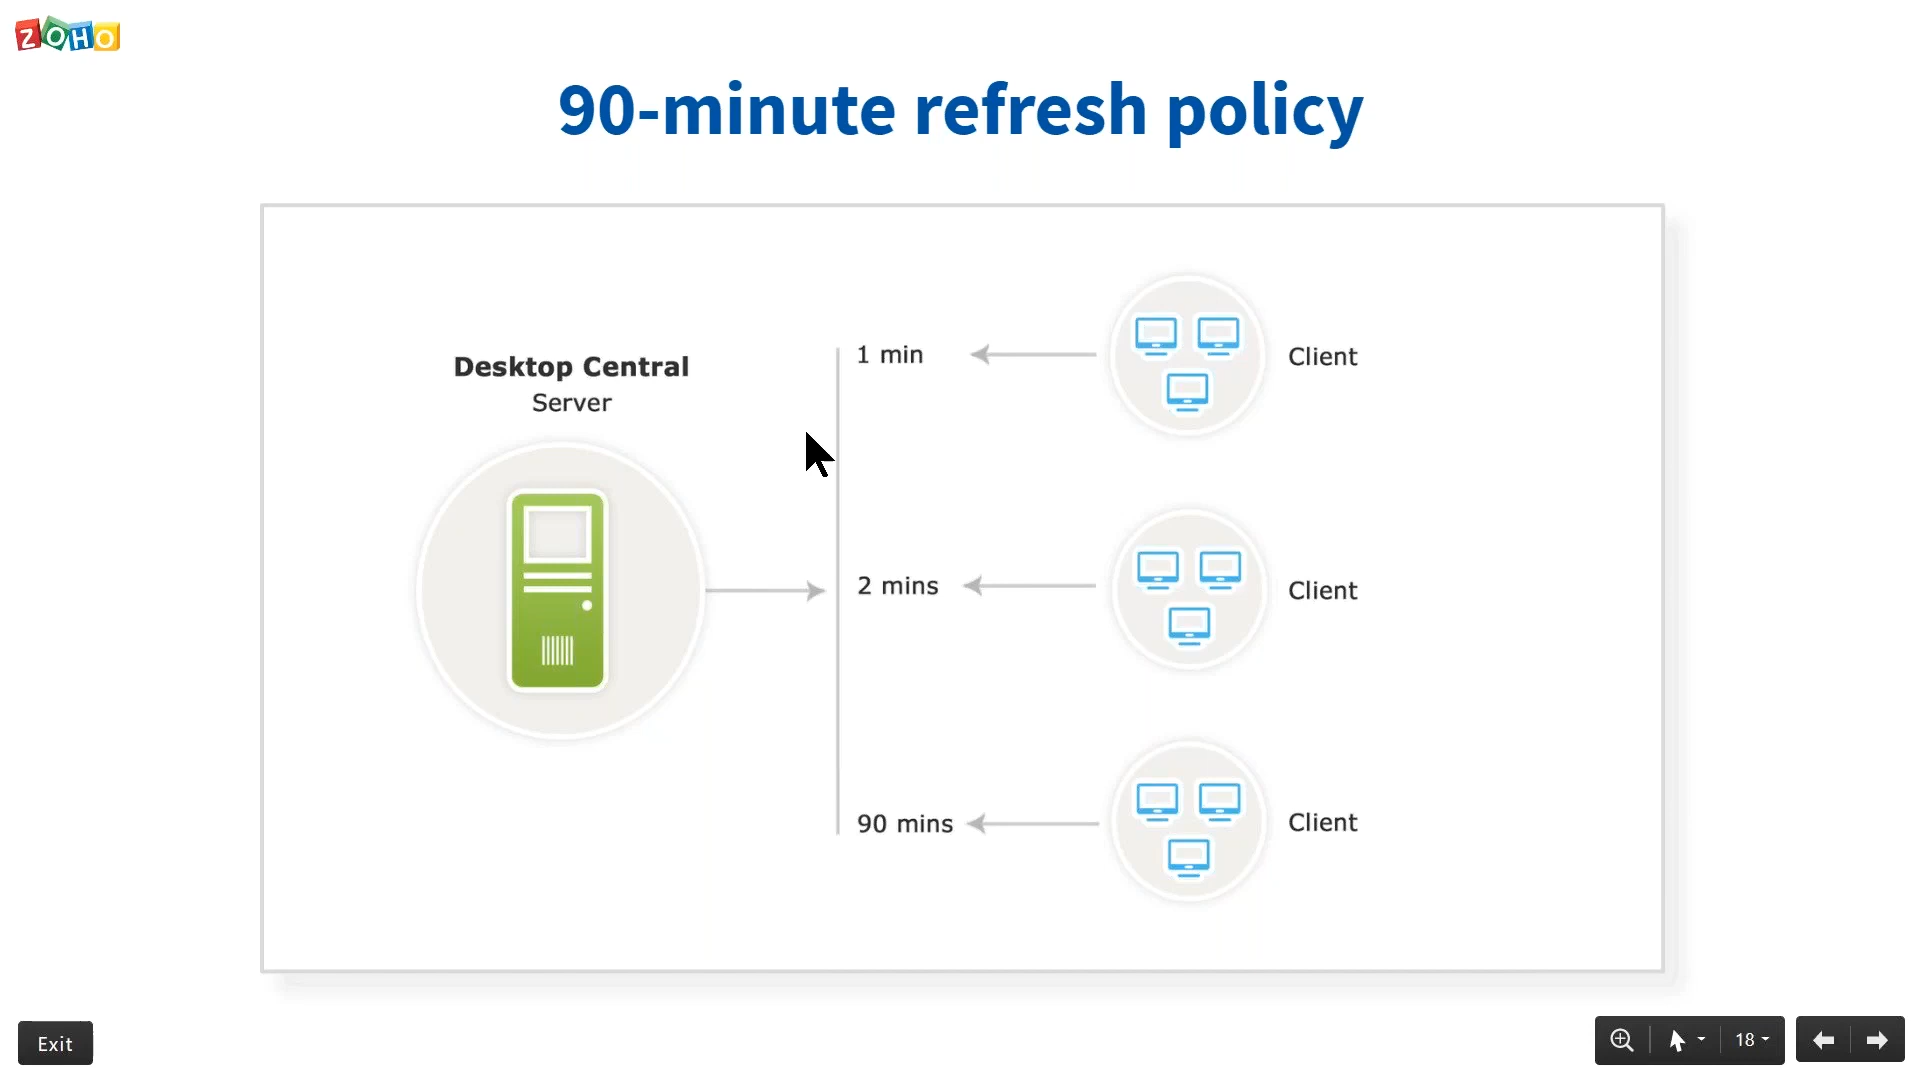 ZOHO
90-minute refresh policy
Desktop Central
Server
1 min
Client
2 mins
Client
90 mins
Client
Exit
18